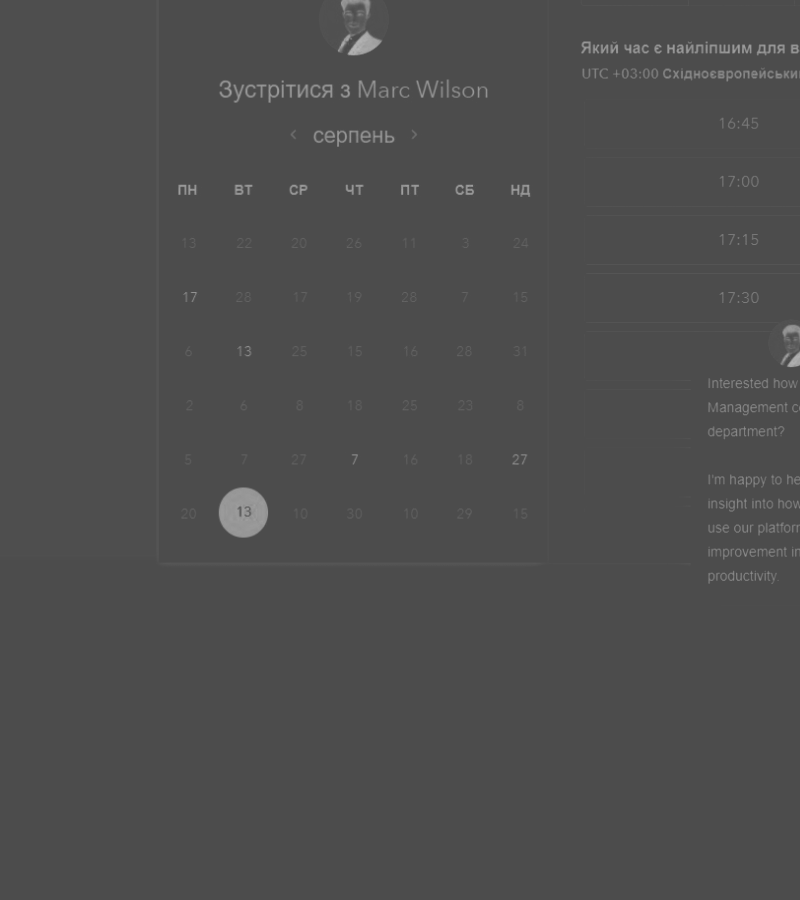 Зустрітися з Marc Wilson
‹ серпень ›
ПН ВТ СР ЧТ ПТ СБ НД
13 22 20 26 11 3 24
17 28 17 19 28 7 15
6 13 25 15 16 28 31
2 6 8 18 25 23 8
5 7 27 7 16 18 27
20 13 10 30 10 29 15
Який час є найліпшим для
UTC +03:00
16:45
17:00
17:15
17:30
Interested how
Management
department?
I'm happy to
insight into how
use our
improvement in
productivity.